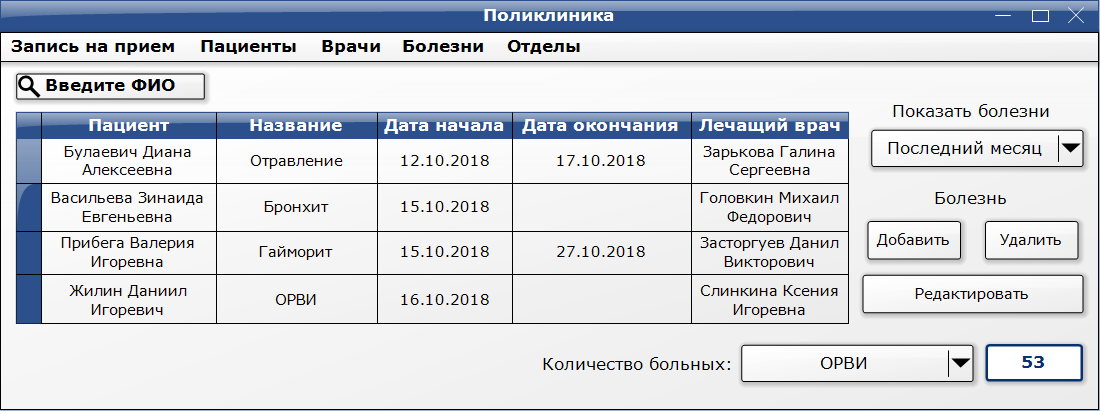 Поликлиника
Запись на прием Пациенты Врачи Болезни Отделы
Введите ФИО
Показать болезни
Последний месяц
Пациент Название Дата начала Дата окончания Лечащий врач
Булаевич Диана Алексеевна Отравление 12.10.2018 17.10.2018 Зарькова Галина Сергеевна
Васильева Зинаида Евгеньевна Бронхит 15.10.2018 Головкин Михаил Федорович
Прибега Валерия Игоревна Гайморит 15.10.2018 27.10.2018 Засторгуев Данил Викторович
Жилин Даниил Игоревич ОРВИ 16.10.2018 Слинкина Ксения Игоревна
Болезнь
Добавить Удалить
Редактировать
Количество больных: ОРВИ 53